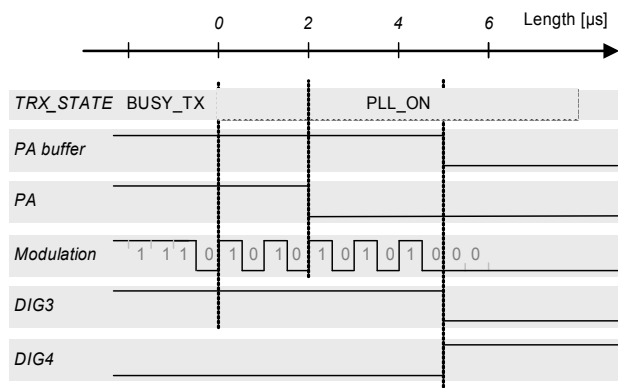 0 2 4 6 Length [µs]
TRX_STATE BUSY_TX PLL_ON
PA buffer
PA
Modulation 1 1 1 0 1 0 1 0 1 0 1 0 1 0 0 0
DIG3
DIG4